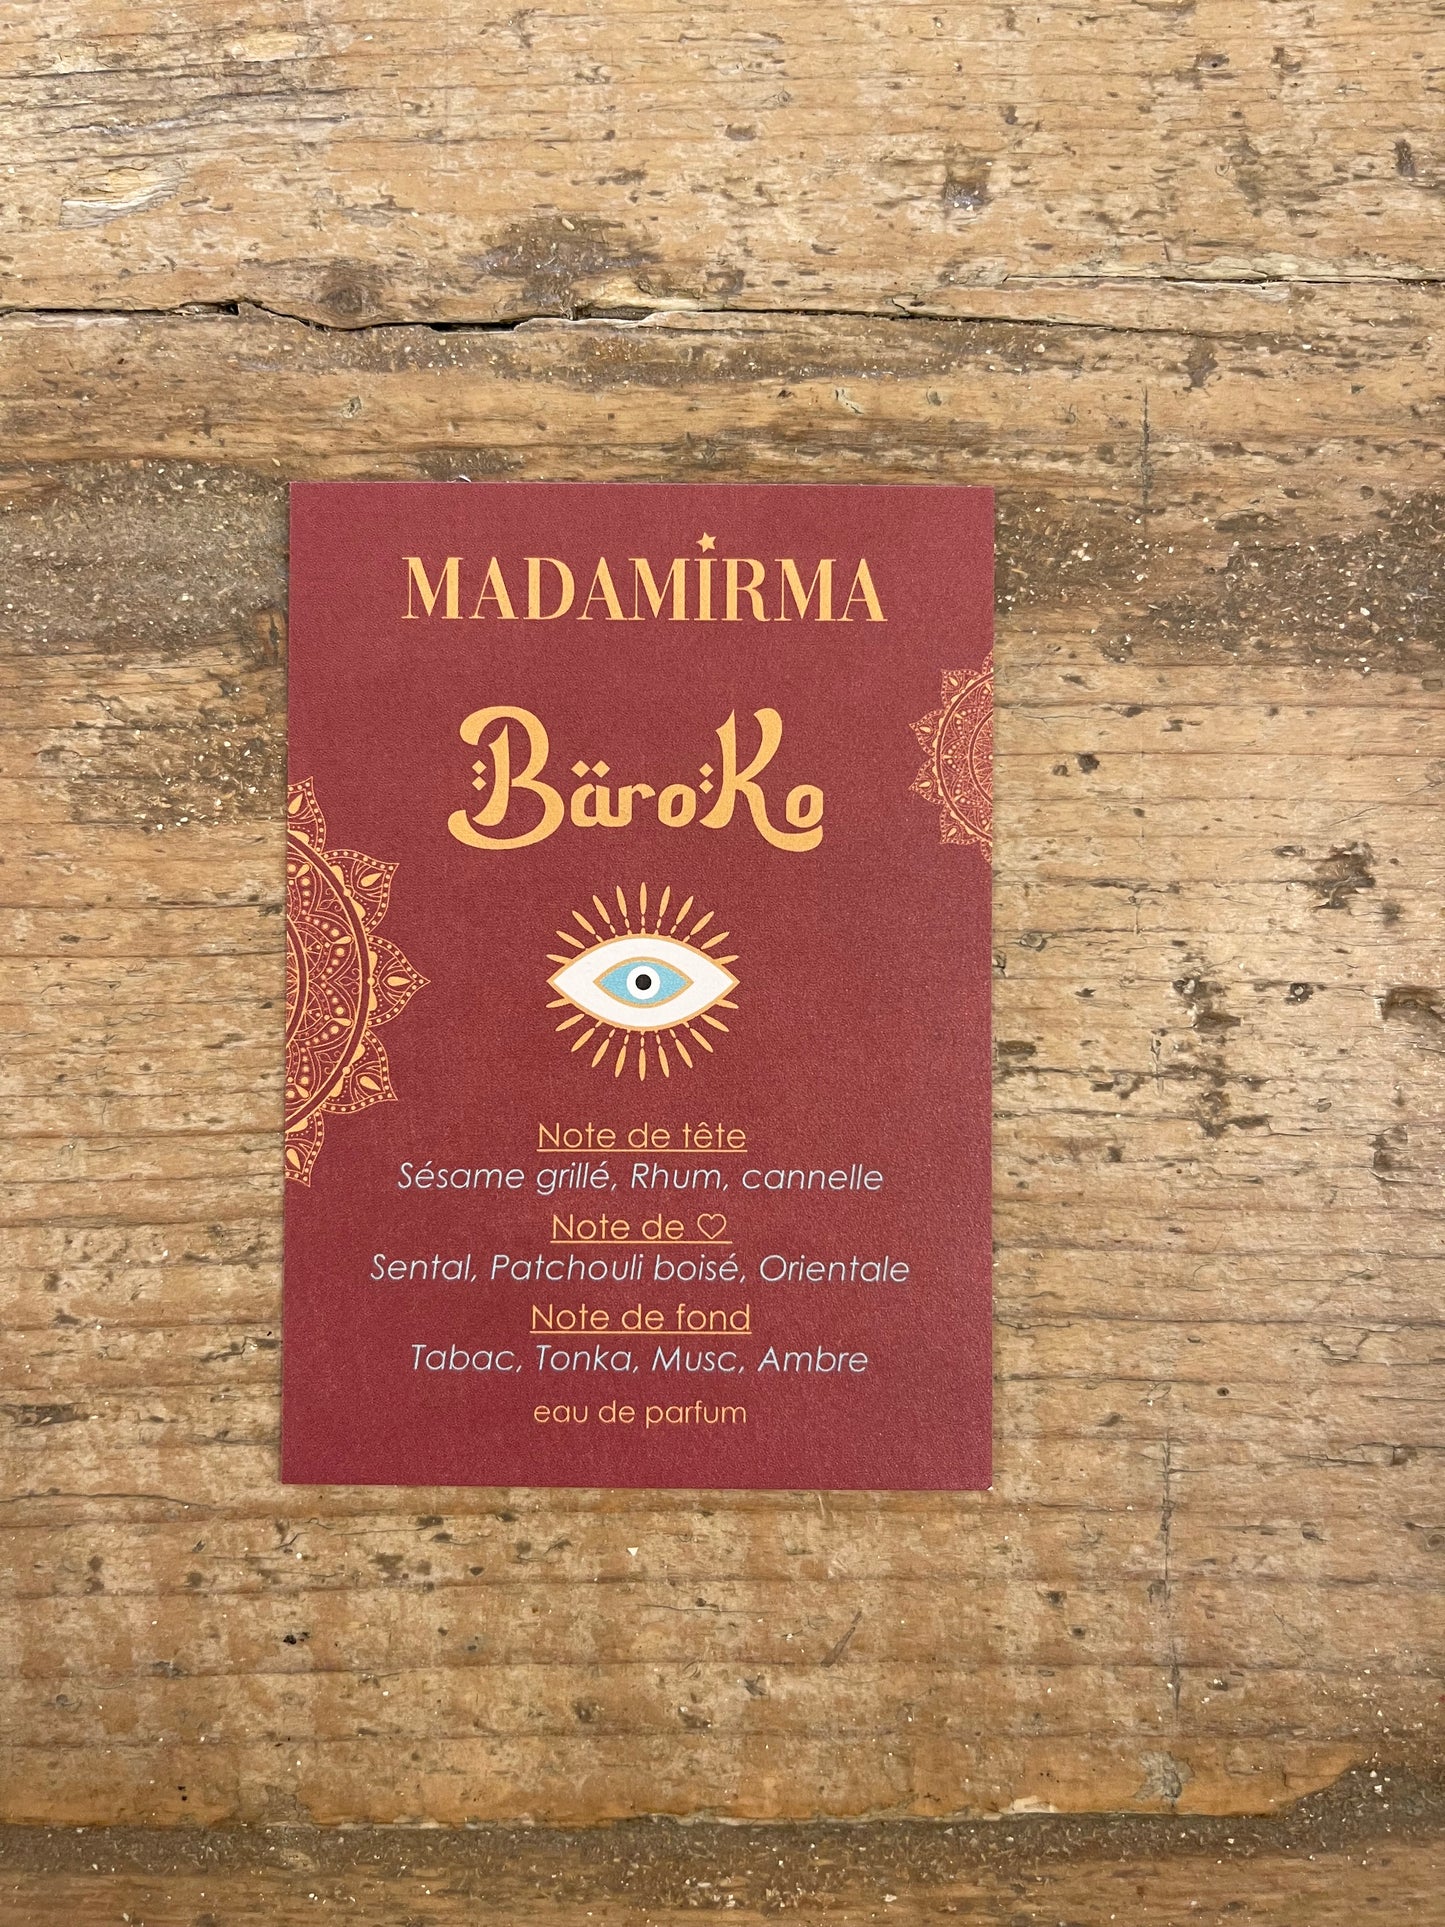 MADAMIRMA
BäroKo
Note de tête
Sésame grillé, Rhum, cannelle
Note de ♡
Sental, Patchouli boisé, Orientale
Note de fond
Tabac, Tonka, Musc, Ambre
eau de parfum